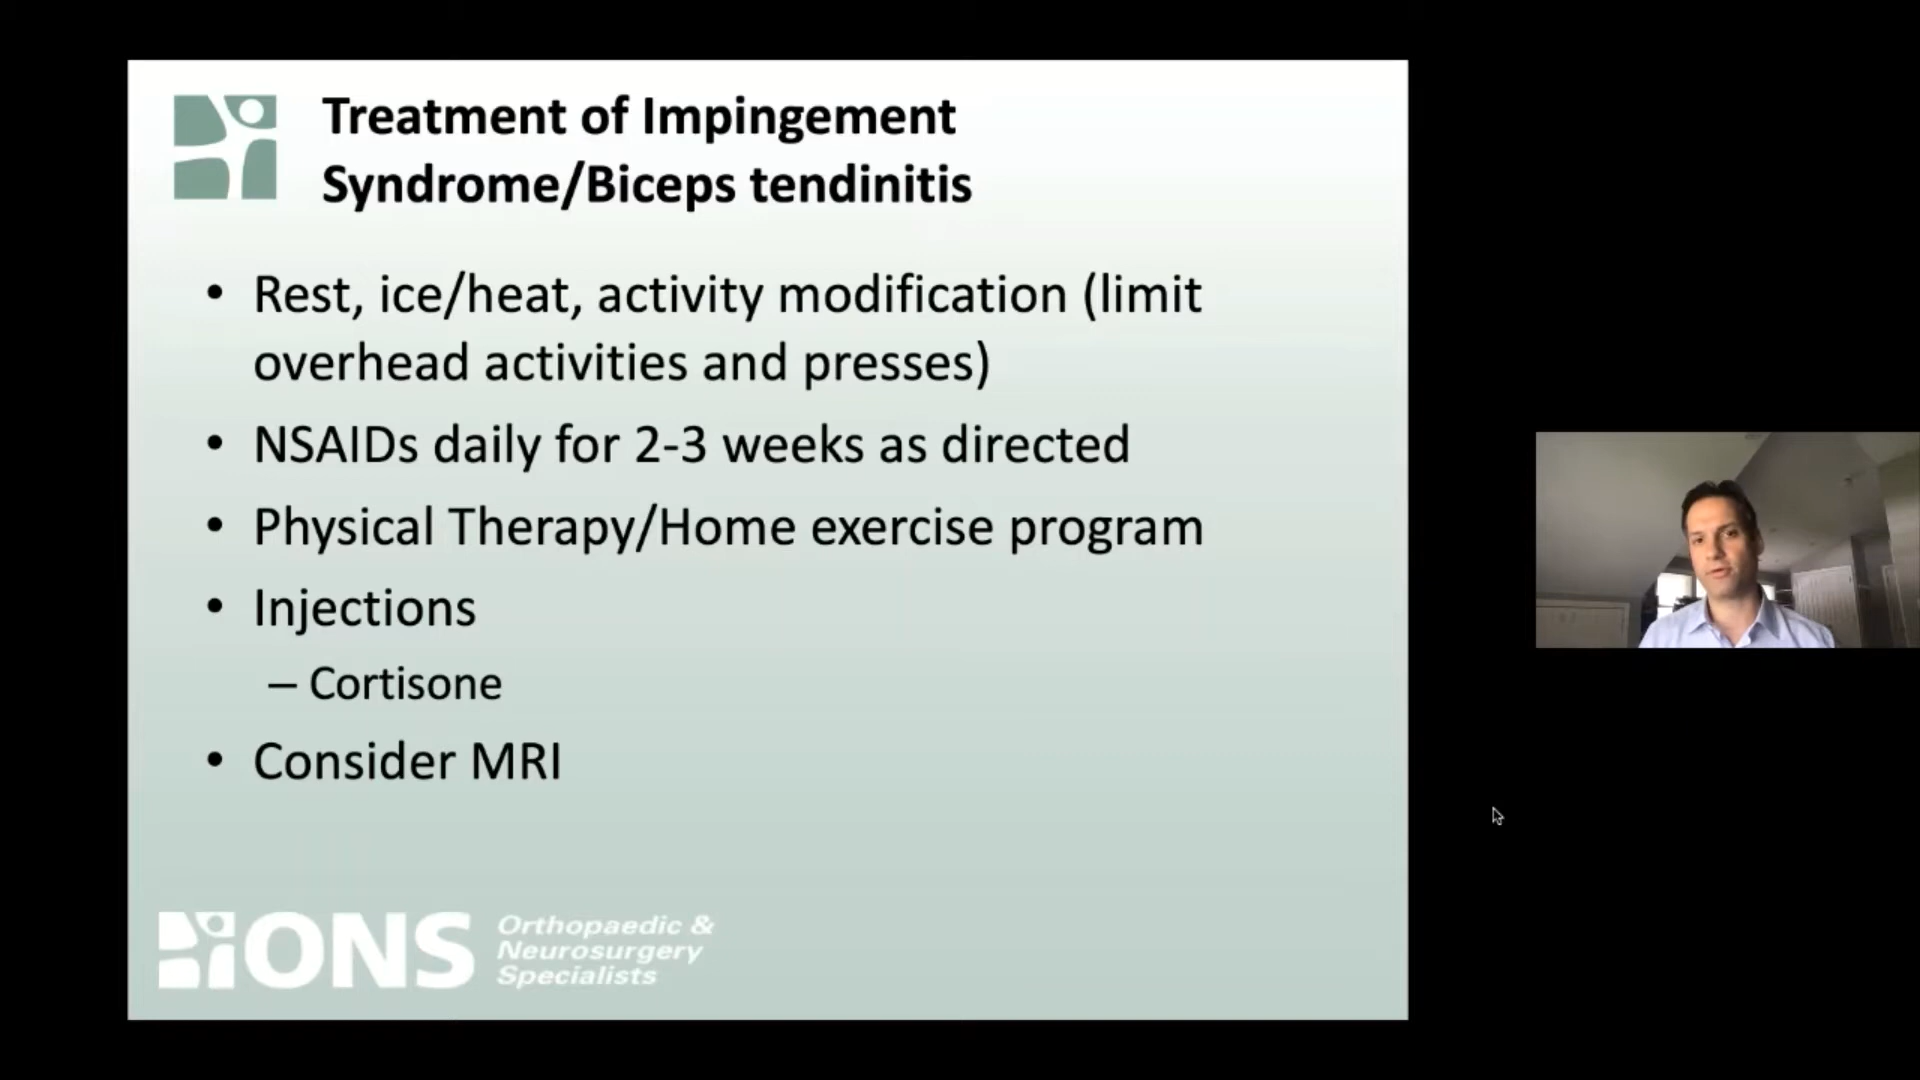 Treatment of Impingement
Syndrome/Biceps tendinitis
• Rest, ice/heat, activity modification (limit
overhead activities and presses)
• NSAIDs daily for 2-3 weeks as directed
• Physical Therapy/Home exercise program
• Injections
– Cortisone
• Consider MRI
ONS
Orthopaedic &
Neurosurgery
Specialists